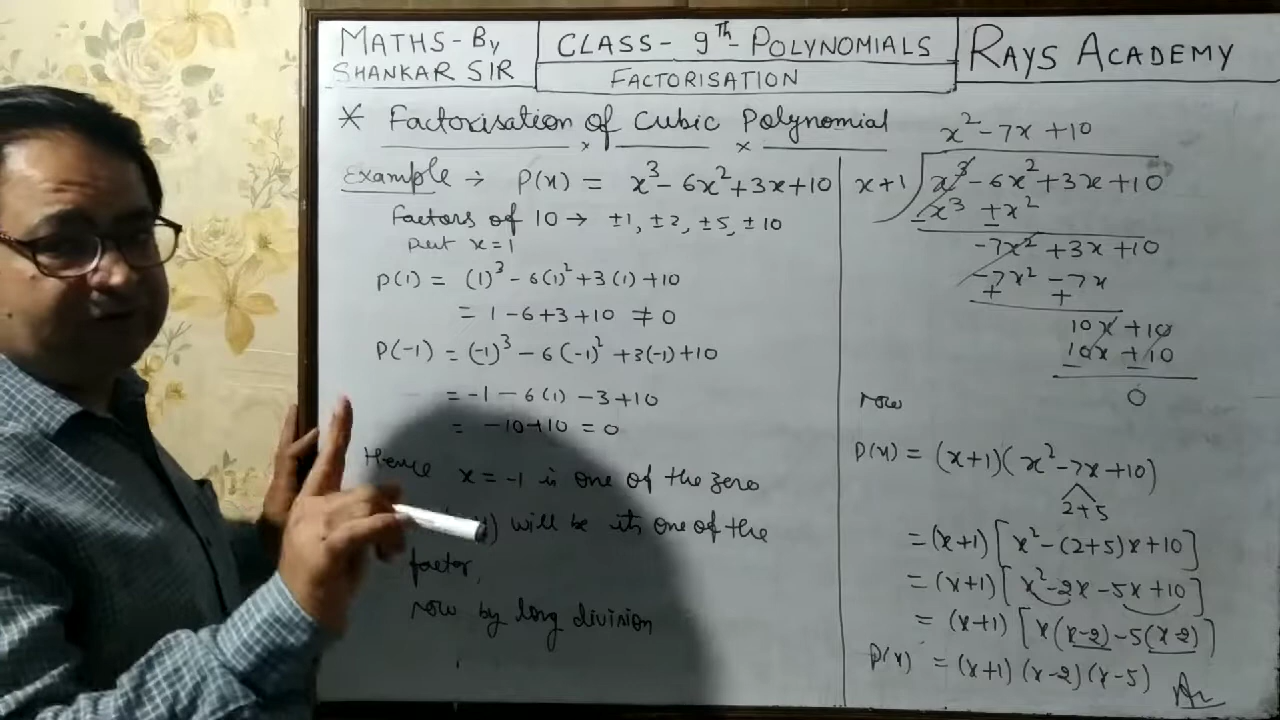 MATHS-By
SHANKAR SIR
CLASS- 9th- POLYNOMIALS
FACTORISATION
RAYS ACADEMY
* Factorisation of Cubic Polynomial
Example → P(x) = x³ - 6x² + 3x + 10
Factors of 10 → ±1, ±2, ±5, ±10
put x = 1
P(1) = (1)³ - 6(1)² + 3(1) + 10
= 1 - 6 + 3 + 10 ≠ 0
P(-1) = (-1)³ - 6(-1)² + 3(-1) + 10
= -1 - 6(1) - 3 + 10
= -10 + 10 = 0
Hence x = -1 is one of the zero
will be its one of the
factor,
now by long division
x² - 7x + 10
x+1 ) x³ - 6x² + 3x + 10
x³ + x²
- +
-7x² + 3x + 10
-7x² - 7x
+ +
10x + 10
10x + 10
- -
0
now
P(x) = (x+1)(x² - 7x + 10)
2+5
= (x+1)[x² - (2+5)x + 10]
= (x+1)[x² - 2x - 5x + 10]
= (x+1)[x(x-2) - 5(x-2)]
P(x) = (x+1)(x-2)(x-5) An